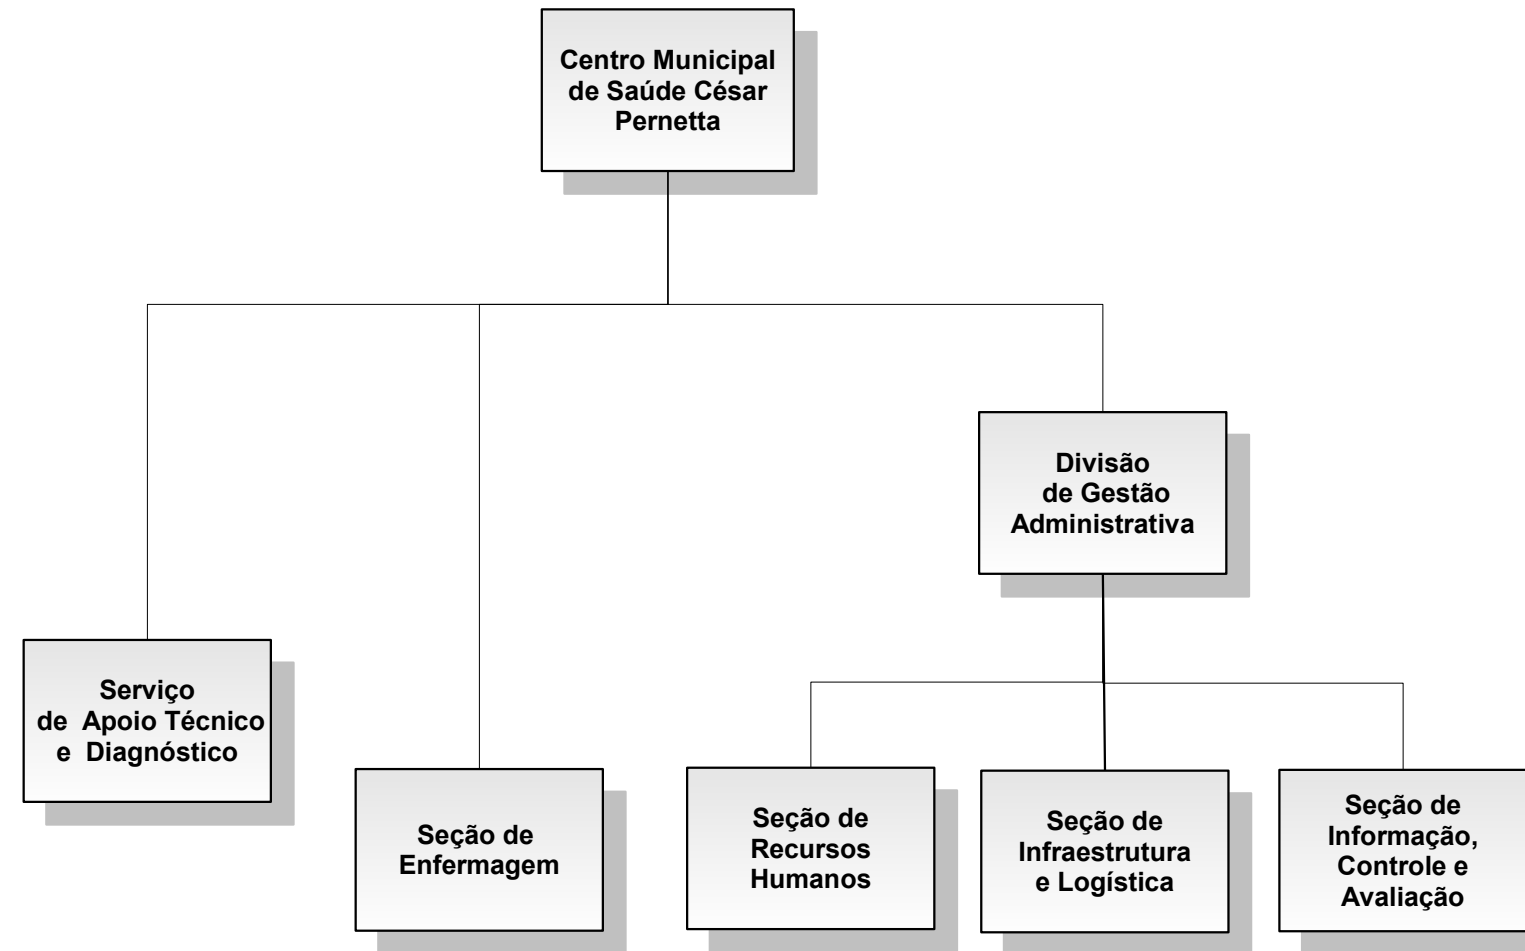 Centro Municipal
de Saúde César
Pernetta
Divisão
de Gestão
Administrativa
Serviço
de Apoio Técnico
e Diagnóstico
Seção de
Enfermagem
Seção de
Recursos
Humanos
Seção de
Infraestrutura
e Logística
Seção de
Informação,
Controle e
Avaliação